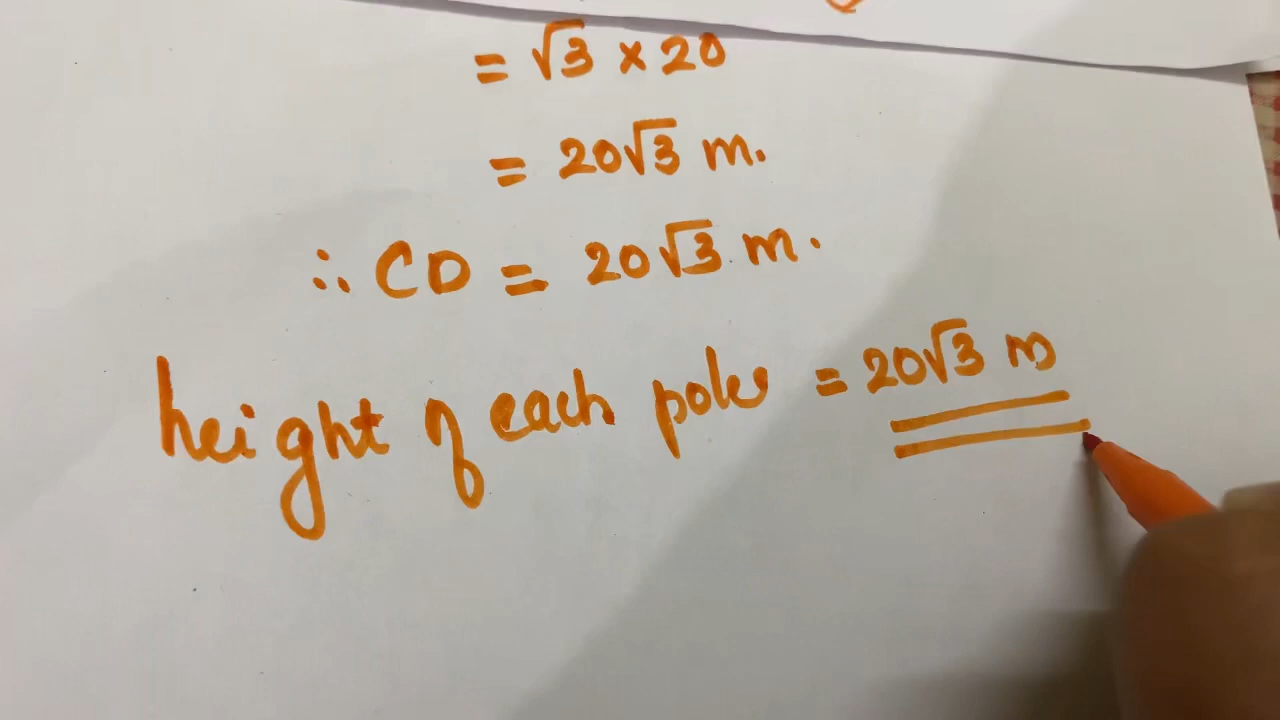 = √3 × 20
= 20√3 m.
∴ CD = 20√3 m.
height of each pole = 20√3 m